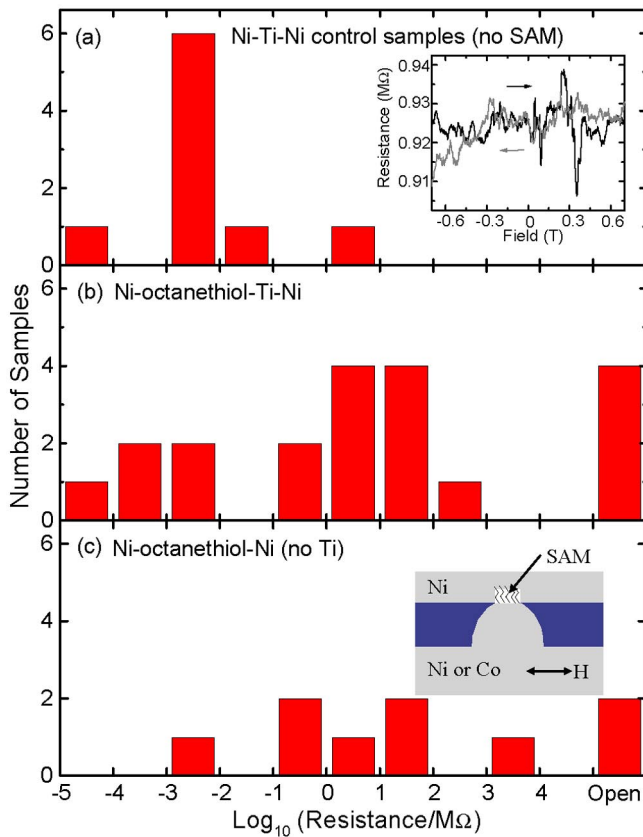 (a) Ni-Ti-Ni control samples (no SAM)
6
4
2
0
Resistance (MΩ)
0.94
0.93
0.92
0.91
-0.6 -0.3 0 0.3 0.6
Field (T)
Number of Samples
(b) Ni-octanethiol-Ti-Ni
4
2
0
(c) Ni-octanethiol-Ni (no Ti)
SAM
Ni
Ni or Co H
6
4
2
0
-5 -4 -3 -2 -1 0 1 2 3 4 Open
Log10 (Resistance/MΩ)